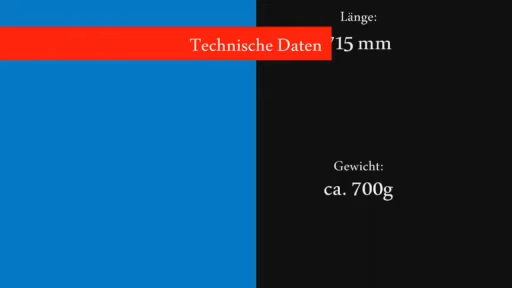 Länge:
Technische Daten
715 mm
Gewicht:
ca. 700g